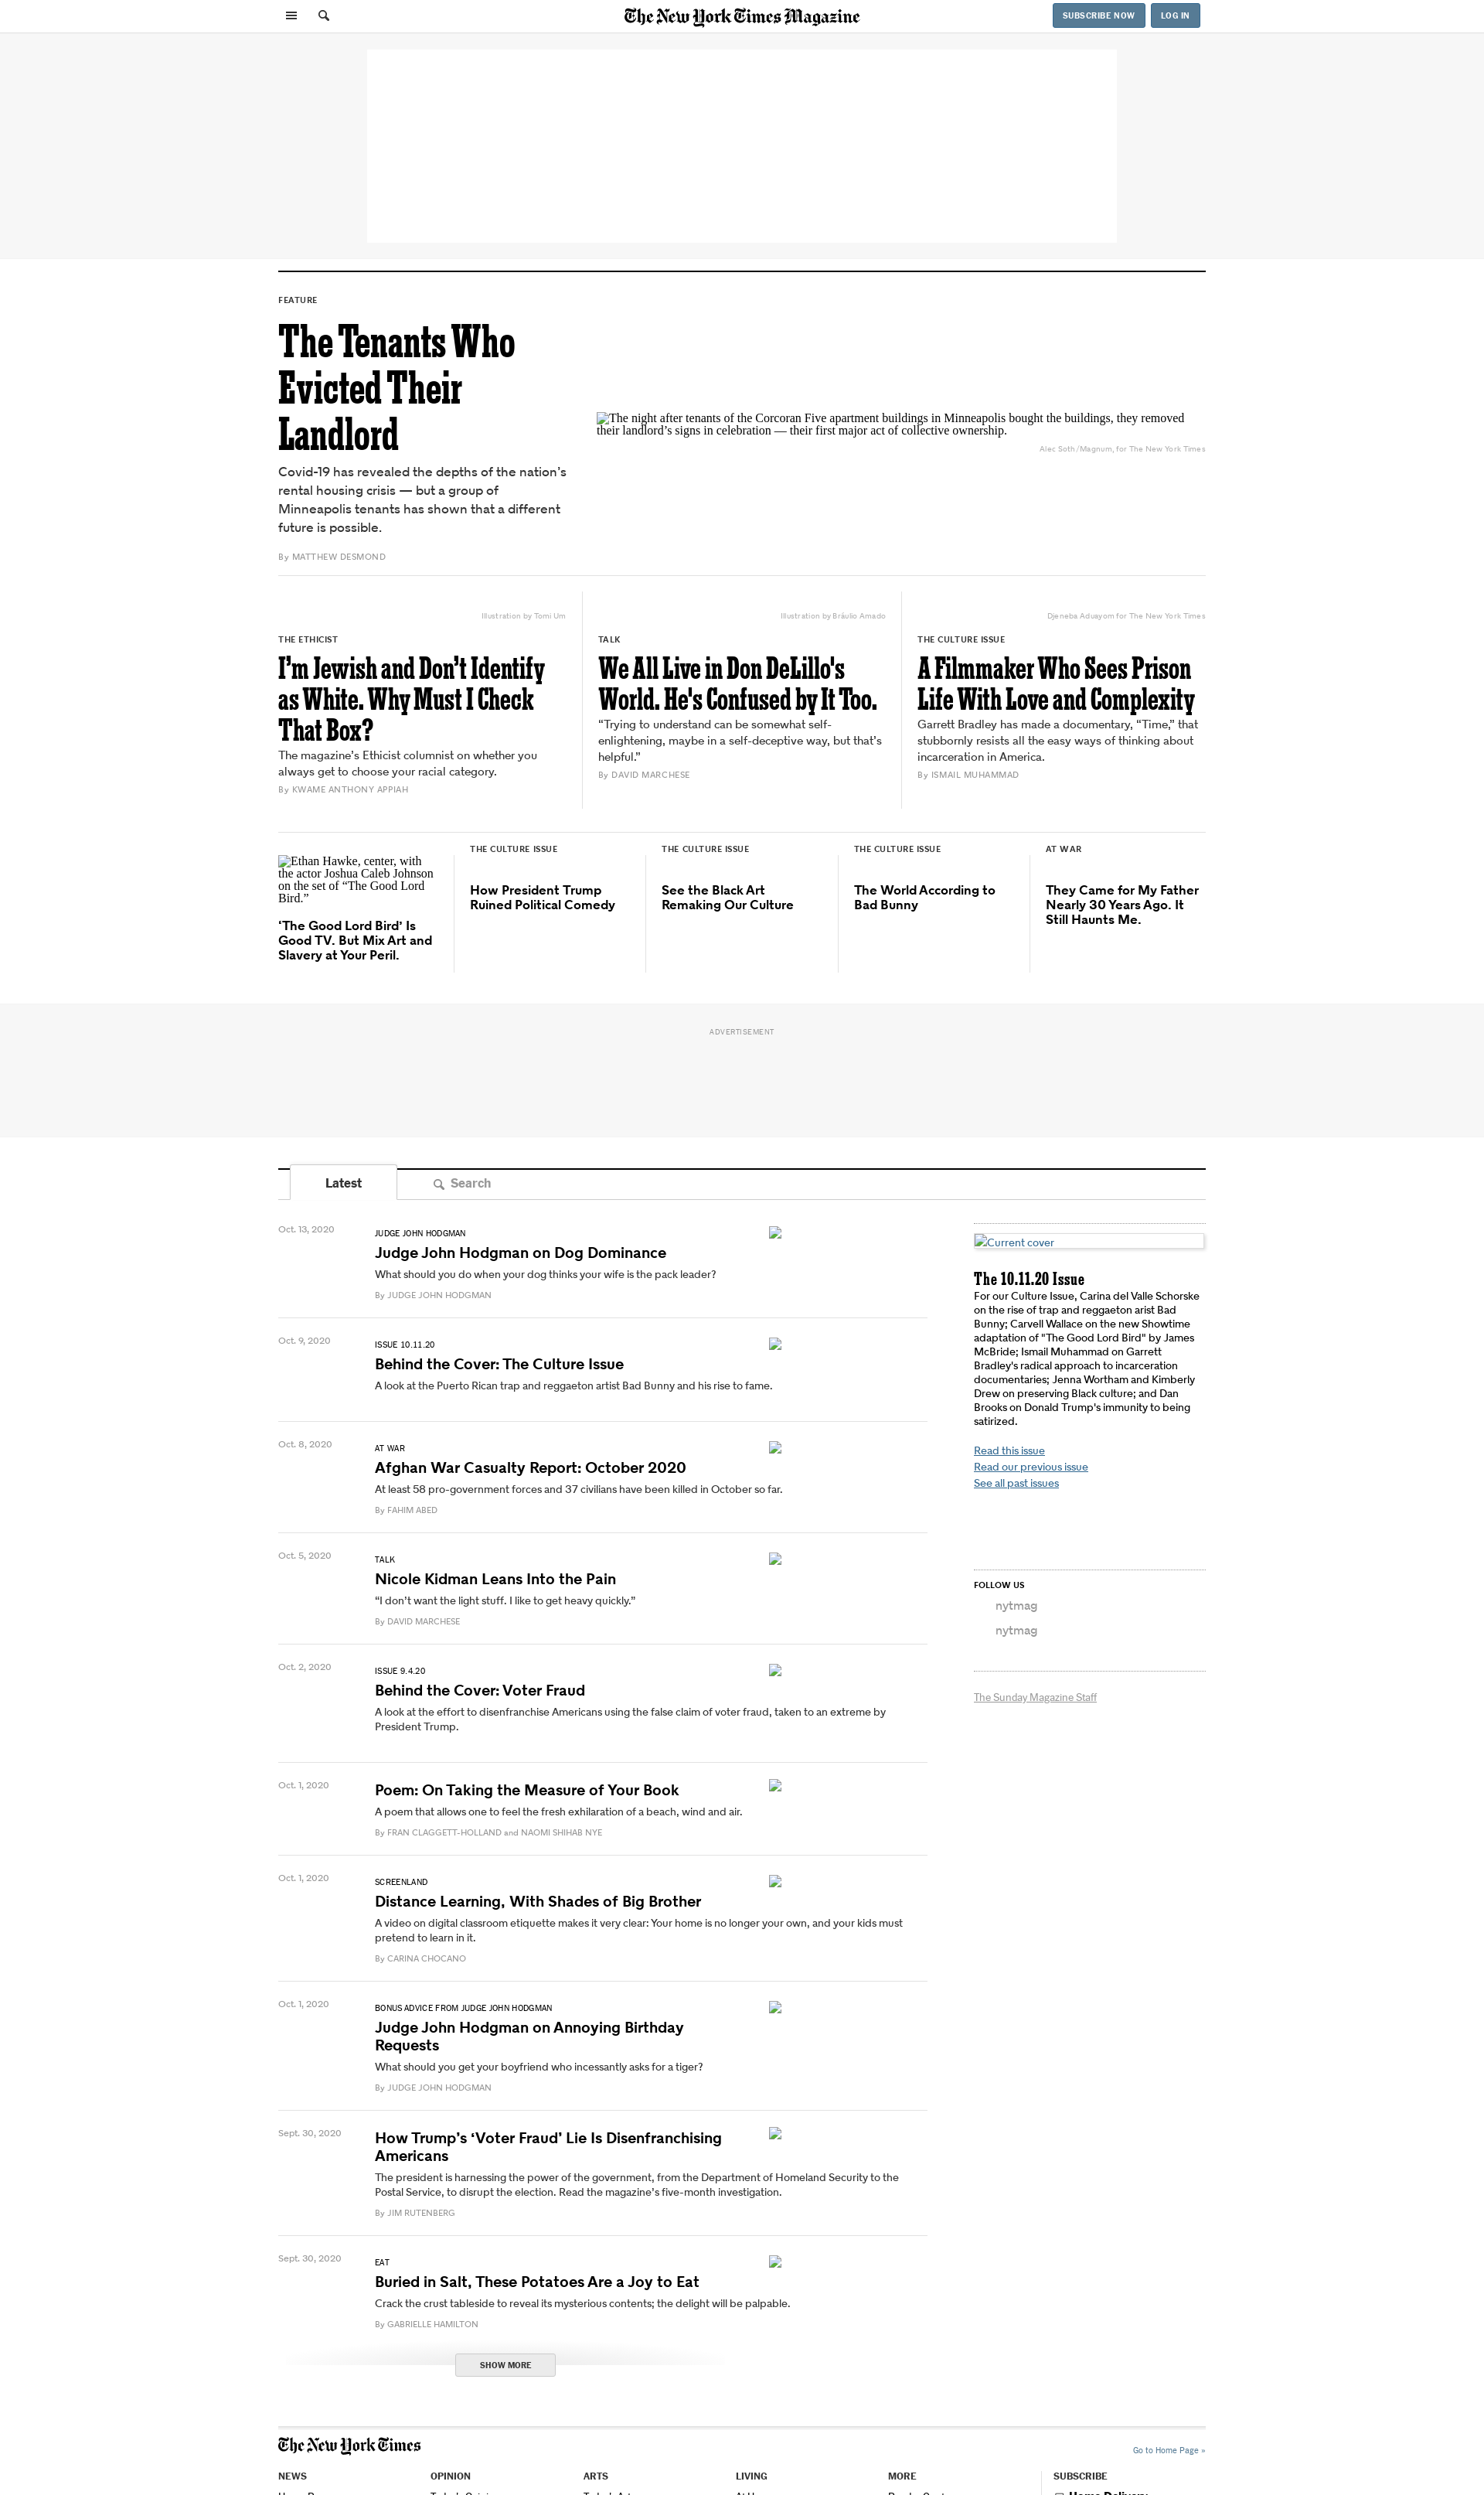 The New York Times Magazine
SUBSCRIBE NOW
LOG IN
FEATURE
The Tenants Who
Evicted Their
Landlord
Covid-19 has revealed the depths of the nation’s
rental housing crisis — but a group of
Minneapolis tenants has shown that a different
future is possible.
By MATTHEW DESMOND
The night after tenants of the Corcoran Five apartment buildings in Minneapolis bought the buildings, they removed
their landlord’s signs in celebration — their first major act of collective ownership.
Alec Soth/Magnum, for The New York Times
Illustration by Tomi Um
THE ETHICIST
I’m Jewish and Don’t Identify
as White. Why Must I Check
That Box?
The magazine’s Ethicist columnist on whether you
always get to choose your racial category.
By KWAME ANTHONY APPIAH
Illustration by Bráulio Amado
TALK
We All Live in Don DeLillo's
World. He's Confused by It Too.
“Trying to understand can be somewhat self-
enlightening, maybe in a self-deceptive way, but that’s
helpful.”
By DAVID MARCHESE
Djeneba Aduayom for The New York Times
THE CULTURE ISSUE
A Filmmaker Who Sees Prison
Life With Love and Complexity
Garrett Bradley has made a documentary, “Time,” that
stubbornly resists all the easy ways of thinking about
incarceration in America.
By ISMAIL MUHAMMAD
Ethan Hawke, center, with
the actor Joshua Caleb Johnson
on the set of “The Good Lord
Bird.”
‘The Good Lord Bird’ Is
Good TV. But Mix Art and
Slavery at Your Peril.
THE CULTURE ISSUE
How President Trump
Ruined Political Comedy
THE CULTURE ISSUE
See the Black Art
Remaking Our Culture
THE CULTURE ISSUE
The World According to
Bad Bunny
AT WAR
They Came for My Father
Nearly 30 Years Ago. It
Still Haunts Me.
ADVERTISEMENT
Latest
Search
Oct. 13, 2020
JUDGE JOHN HODGMAN
Judge John Hodgman on Dog Dominance
What should you do when your dog thinks your wife is the pack leader?
By JUDGE JOHN HODGMAN
Oct. 9, 2020
ISSUE 10.11.20
Behind the Cover: The Culture Issue
A look at the Puerto Rican trap and reggaeton artist Bad Bunny and his rise to fame.
Oct. 8, 2020
AT WAR
Afghan War Casualty Report: October 2020
At least 58 pro-government forces and 37 civilians have been killed in October so far.
By FAHIM ABED
Oct. 5, 2020
TALK
Nicole Kidman Leans Into the Pain
“I don’t want the light stuff. I like to get heavy quickly.”
By DAVID MARCHESE
Oct. 2, 2020
ISSUE 9.4.20
Behind the Cover: Voter Fraud
A look at the effort to disenfranchise Americans using the false claim of voter fraud, taken to an extreme by
President Trump.
Oct. 1, 2020
Poem: On Taking the Measure of Your Book
A poem that allows one to feel the fresh exhilaration of a beach, wind and air.
By FRAN CLAGGETT-HOLLAND and NAOMI SHIHAB NYE
Oct. 1, 2020
SCREENLAND
Distance Learning, With Shades of Big Brother
A video on digital classroom etiquette makes it very clear: Your home is no longer your own, and your kids must
pretend to learn in it.
By CARINA CHOCANO
Oct. 1, 2020
BONUS ADVICE FROM JUDGE JOHN HODGMAN
Judge John Hodgman on Annoying Birthday
Requests
What should you get your boyfriend who incessantly asks for a tiger?
By JUDGE JOHN HODGMAN
Sept. 30, 2020
How Trump’s ‘Voter Fraud’ Lie Is Disenfranchising
Americans
The president is harnessing the power of the government, from the Department of Homeland Security to the
Postal Service, to disrupt the election. Read the magazine’s five-month investigation.
By JIM RUTENBERG
Sept. 30, 2020
EAT
Buried in Salt, These Potatoes Are a Joy to Eat
Crack the crust tableside to reveal its mysterious contents; the delight will be palpable.
By GABRIELLE HAMILTON
SHOW MORE
Current cover
The 10.11.20 Issue
For our Culture Issue, Carina del Valle Schorske
on the rise of trap and reggaeton arist Bad
Bunny; Carvell Wallace on the new Showtime
adaptation of "The Good Lord Bird" by James
McBride; Ismail Muhammad on Garrett
Bradley's radical approach to incarceration
documentaries; Jenna Wortham and Kimberly
Drew on preserving Black culture; and Dan
Brooks on Donald Trump's immunity to being
satirized.
Read this issue
Read our previous issue
See all past issues
FOLLOW US
nytmag
nytmag
The Sunday Magazine Staff
The New York Times
Go to Home Page »
NEWS
OPINION
ARTS
LIVING
MORE
SUBSCRIBE